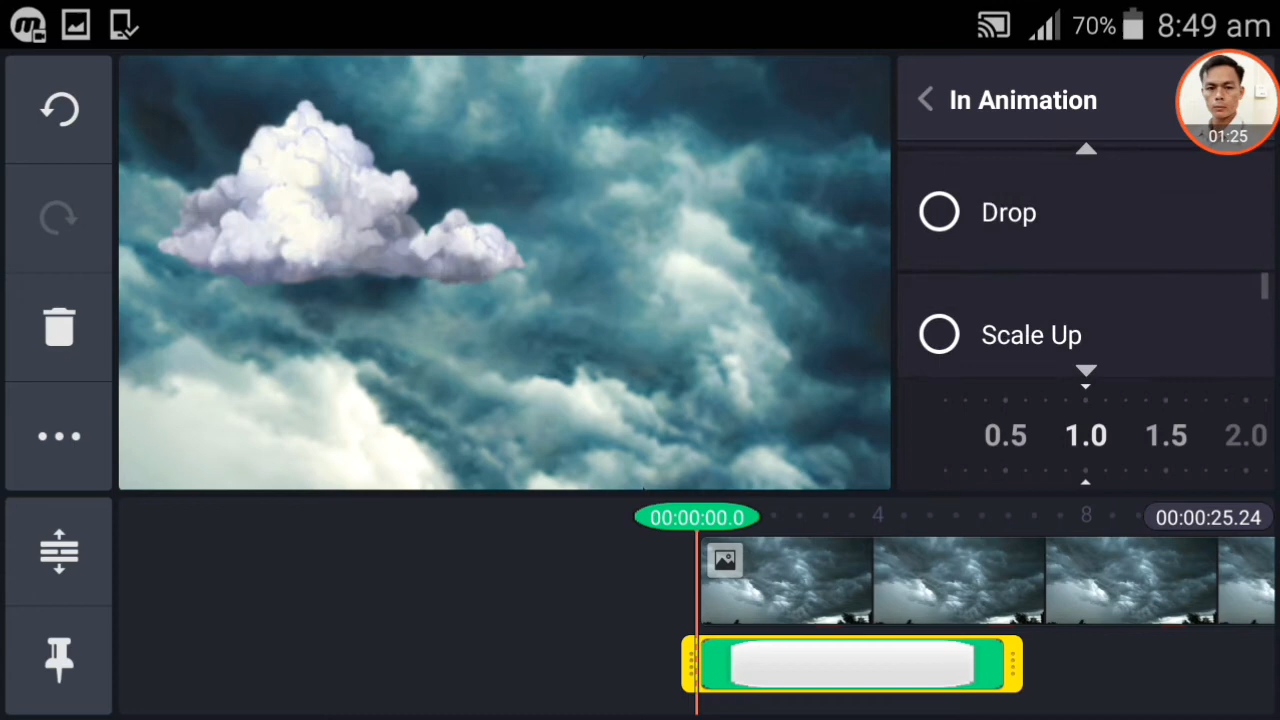 70% 8:49 am
In Animation
01:25
Drop
Scale Up
0.5 1.0 1.5 2.0
00:00:00.0 4 8 00:00:25.24